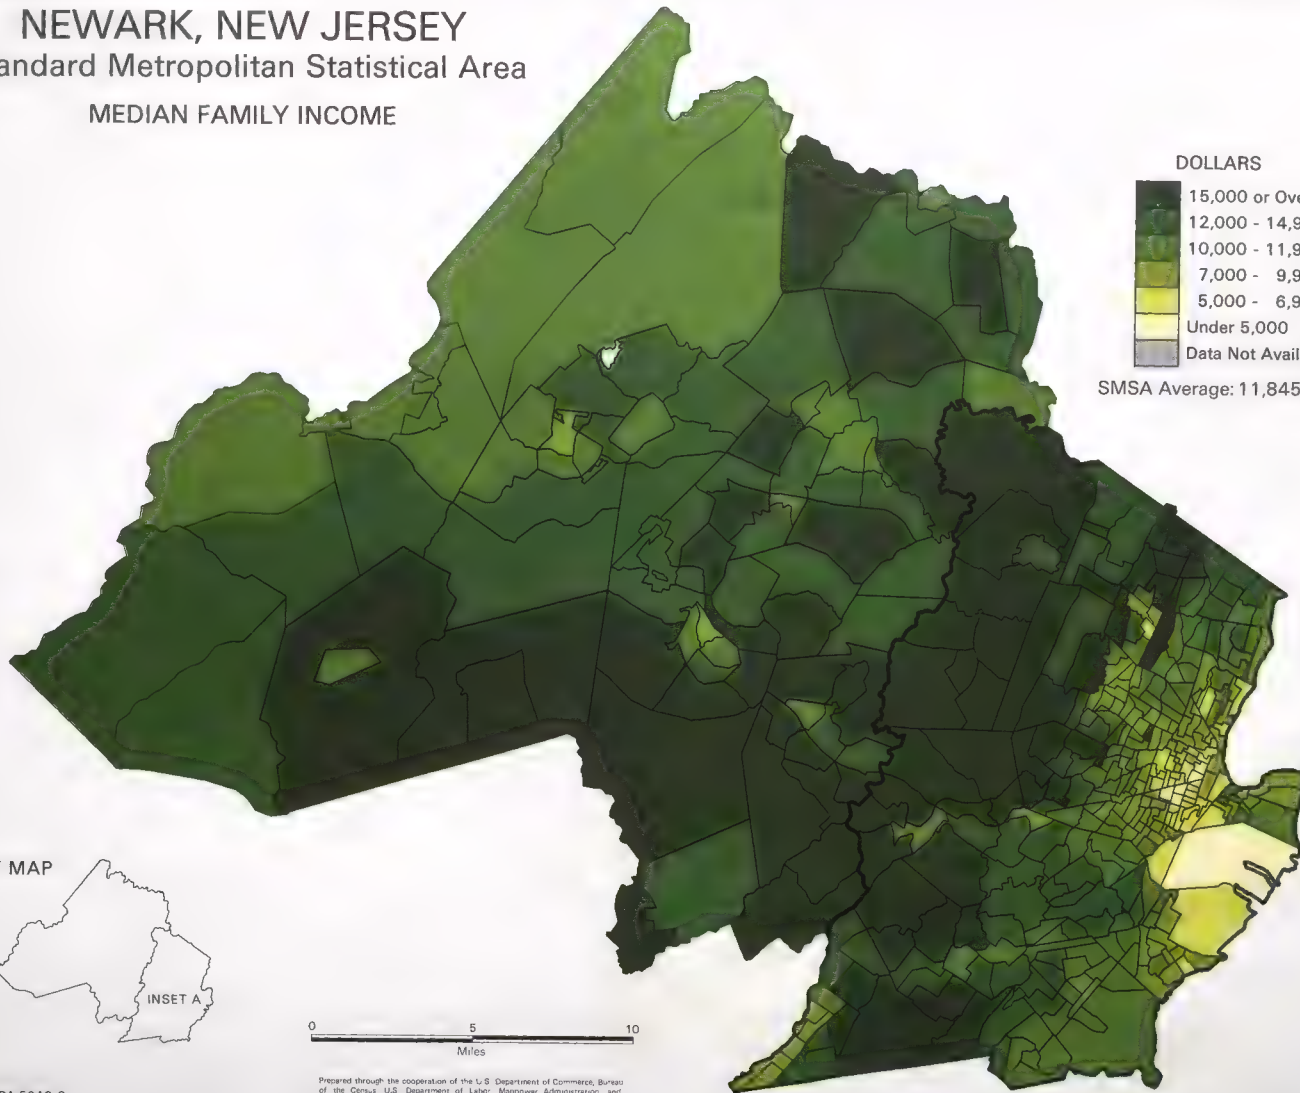 NEWARK, NEW JERSEY
andard Metropolitan Statistical Area
MEDIAN FAMILY INCOME
DOLLARS
15,000 or Ove
12,000 - 14,9
10,000 - 11,9
7,000 - 9,9
5,000 - 6,9
Under 5,000
Data Not Avail
SMSA Average: 11,845
MAP
INSET A
0 5 10
Miles
Prepared through the cooperation of the U.S. Department of Commerce, Bureau
of the Census, U.S. Department of Labor, Manpower Administration, and